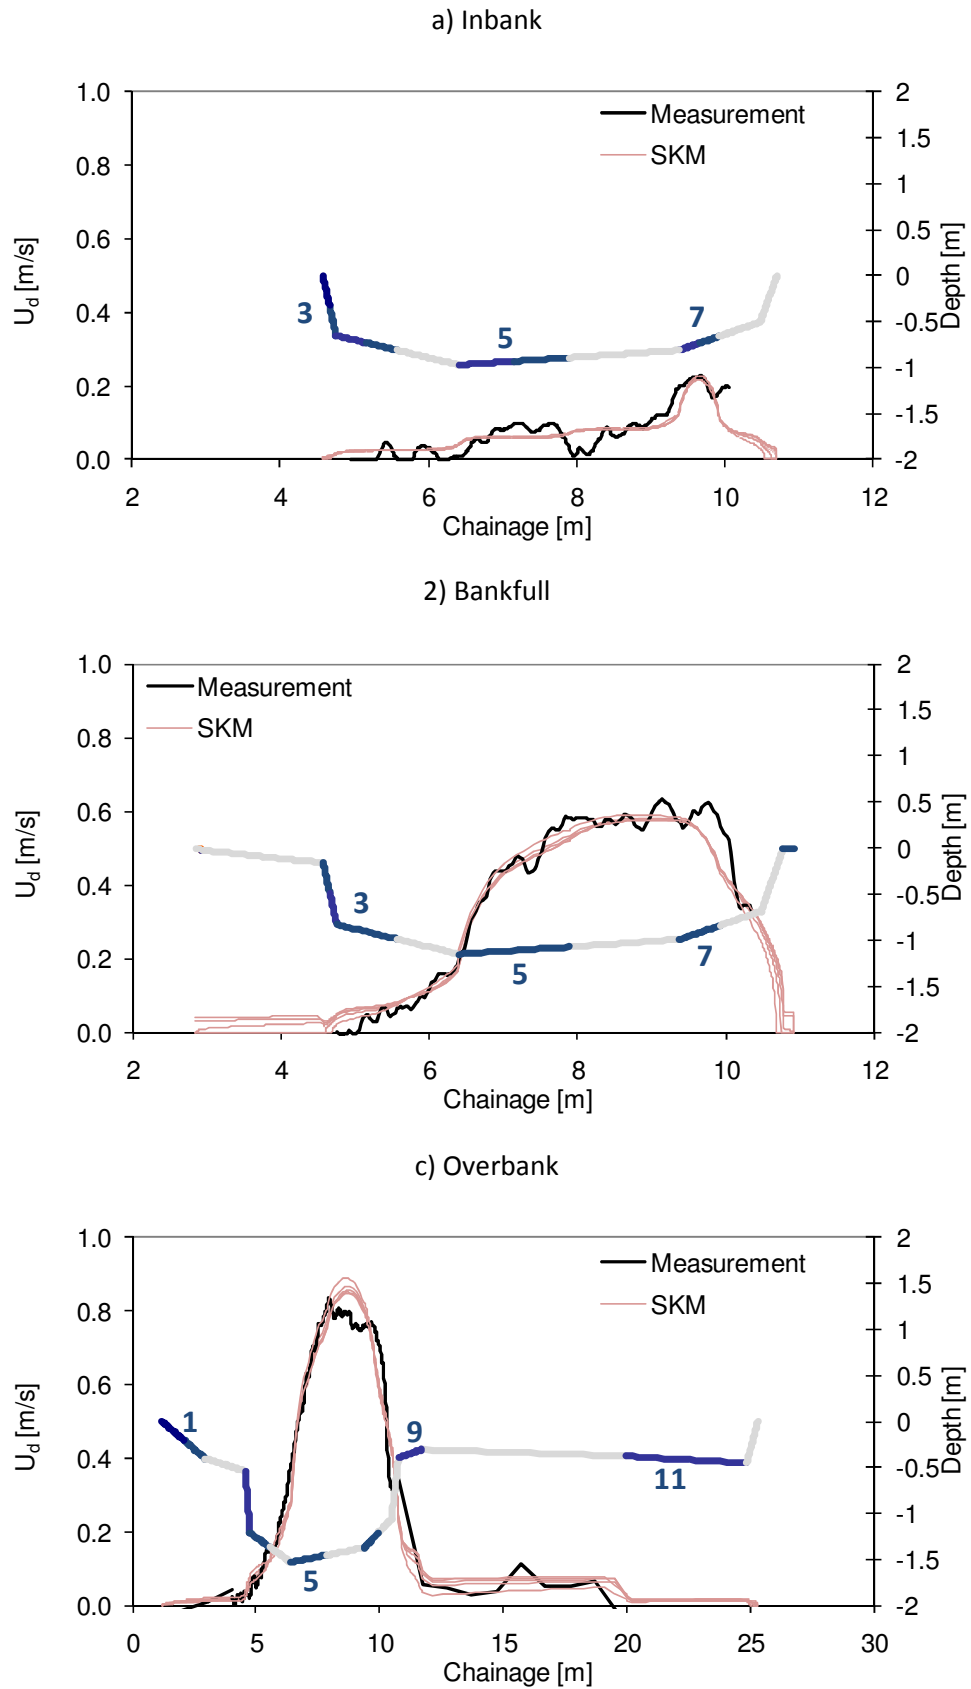 a) Inbank
1.0
0.8
0.6
0.4
0.2
0.0
U_d [m/s]
2
1.5
1
0.5
0
-0.5
-1
-1.5
-2
Depth [m]
Measurement
SKM
3
5
7
2 4 6 8 10 12
Chainage [m]
2) Bankfull
1.0
0.8
0.6
0.4
0.2
0.0
U_d [m/s]
2
1.5
1
0.5
0
-0.5
-1
-1.5
-2
Depth [m]
Measurement
SKM
3
5
7
2 4 6 8 10 12
Chainage [m]
c) Overbank
1.0
0.8
0.6
0.4
0.2
0.0
U_d [m/s]
2
1.5
1
0.5
0
-0.5
-1
-1.5
-2
Depth [m]
Measurement
SKM
1
5
9
11
0 5 10 15 20 25 30
Chainage [m]